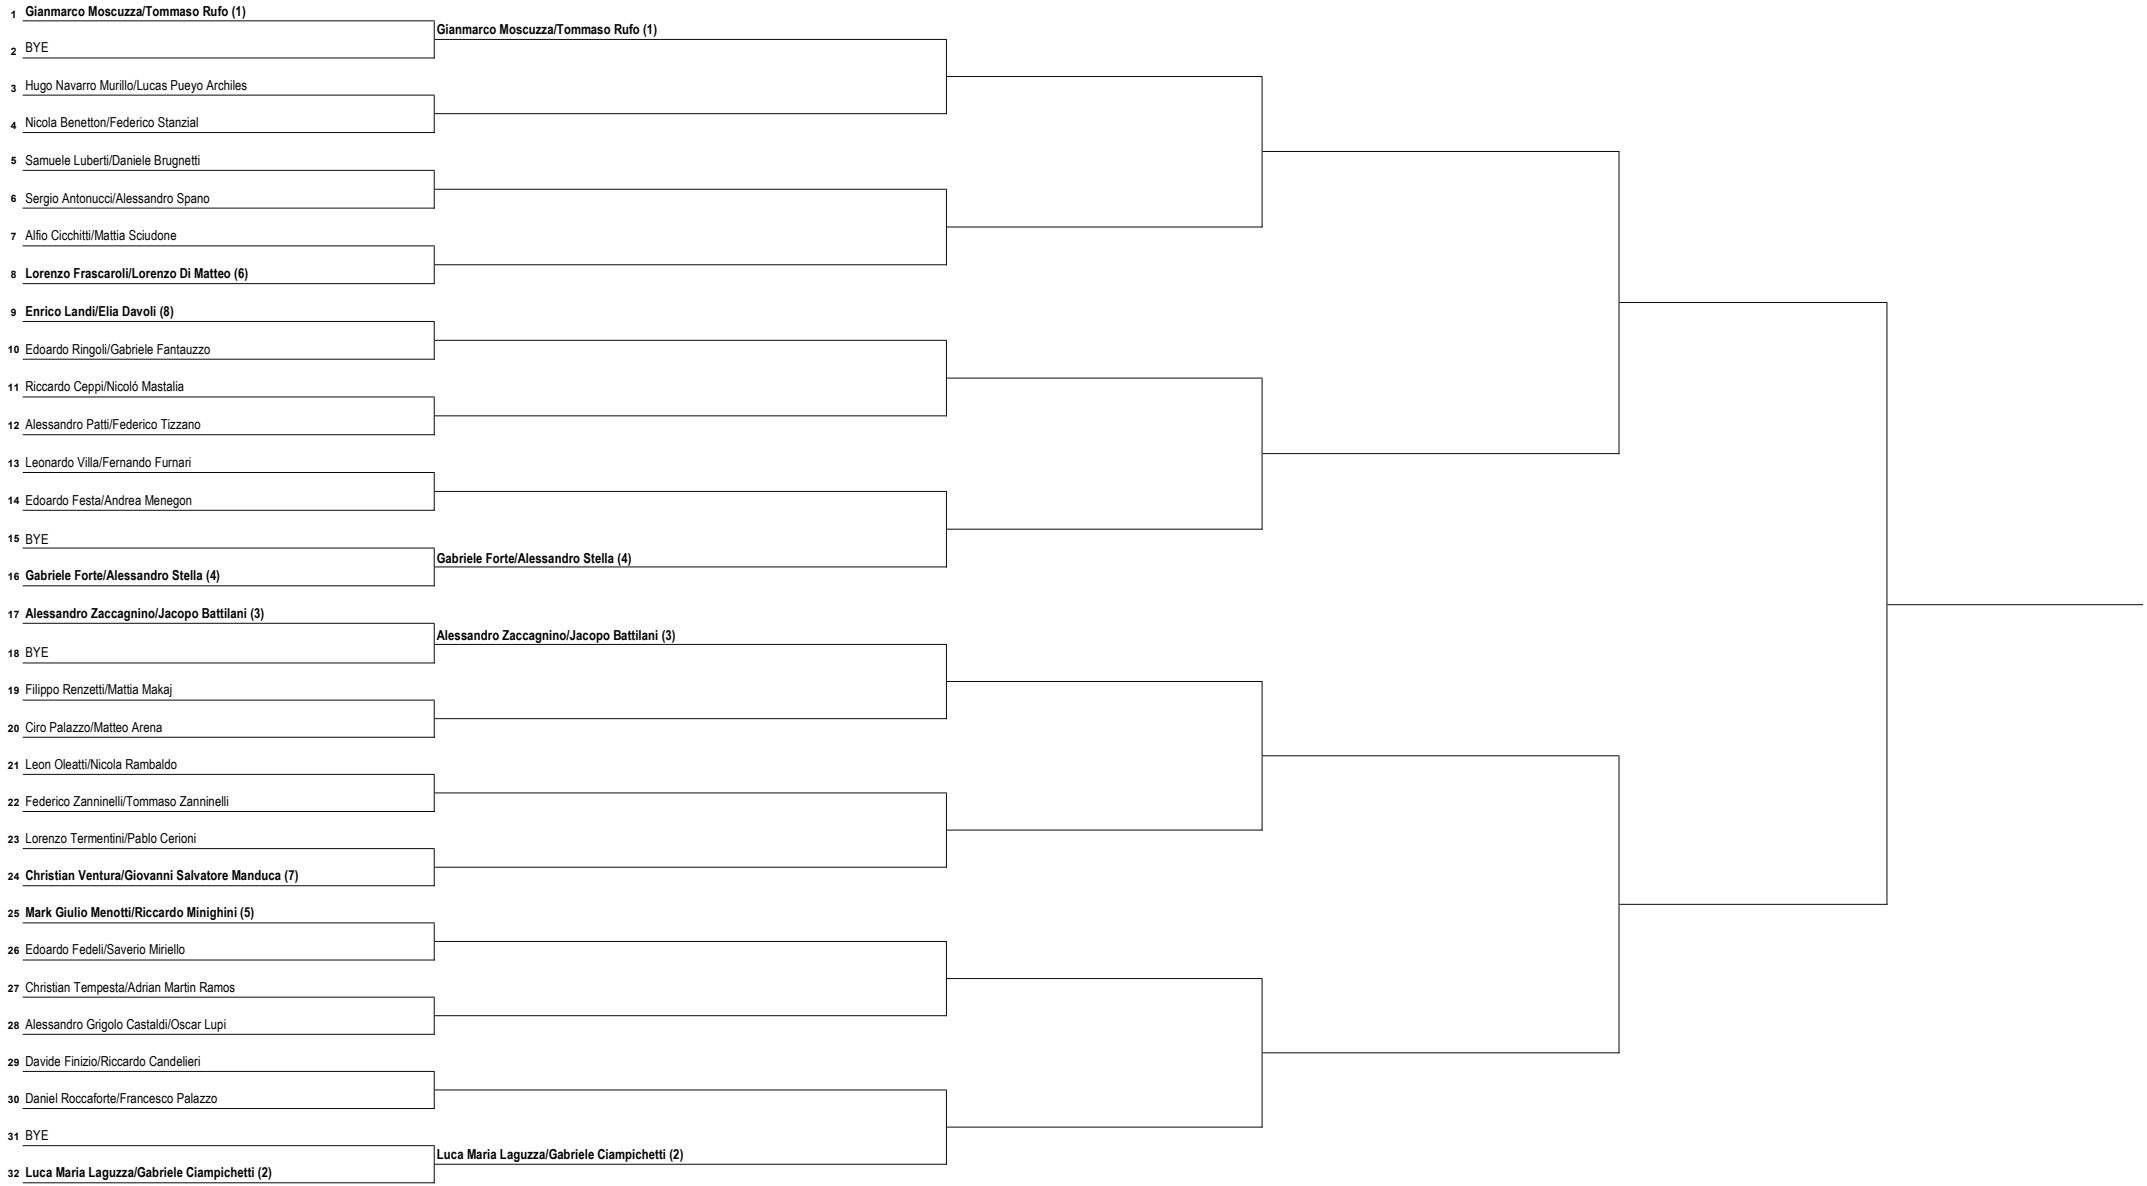 1 Gianmarco Moscuzza/Tommaso Rufo (1)
Gianmarco Moscuzza/Tommaso Rufo (1)
2 BYE
3 Hugo Navarro Murillo/Lucas Pueyo Archiles
4 Nicola Benetton/Federico Stanzial
5 Samuele Luberti/Daniele Brugnetti
6 Sergio Antonucci/Alessandro Spano
7 Alfio Cicchitti/Mattia Sciudone
8 Lorenzo Frascaroli/Lorenzo Di Matteo (6)
9 Enrico Landi/Elia Davoli (8)
10 Edoardo Ringoli/Gabriele Fantauzzo
11 Riccardo Ceppi/Nicoló Mastalia
12 Alessandro Patti/Federico Tizzano
13 Leonardo Villa/Fernando Furnari
14 Edoardo Festa/Andrea Menegon
15 BYE
Gabriele Forte/Alessandro Stella (4)
16 Gabriele Forte/Alessandro Stella (4)
17 Alessandro Zaccagnino/Jacopo Battilani (3)
Alessandro Zaccagnino/Jacopo Battilani (3)
18 BYE
19 Filippo Renzetti/Mattia Makaj
20 Ciro Palazzo/Matteo Arena
21 Leon Oleatti/Nicola Rambaldo
22 Federico Zanninelli/Tommaso Zanninelli
23 Lorenzo Termentini/Pablo Cerioni
24 Christian Ventura/Giovanni Salvatore Manduca (7)
25 Mark Giulio Menotti/Riccardo Minighini (5)
26 Edoardo Fedeli/Saverio Miriello
27 Christian Tempesta/Adrian Martin Ramos
28 Alessandro Grigolo Castaldi/Oscar Lupi
29 Davide Finizio/Riccardo Candelieri
30 Daniel Roccaforte/Francesco Palazzo
31 BYE
Luca Maria Laguzza/Gabriele Ciampichetti (2)
32 Luca Maria Laguzza/Gabriele Ciampichetti (2)